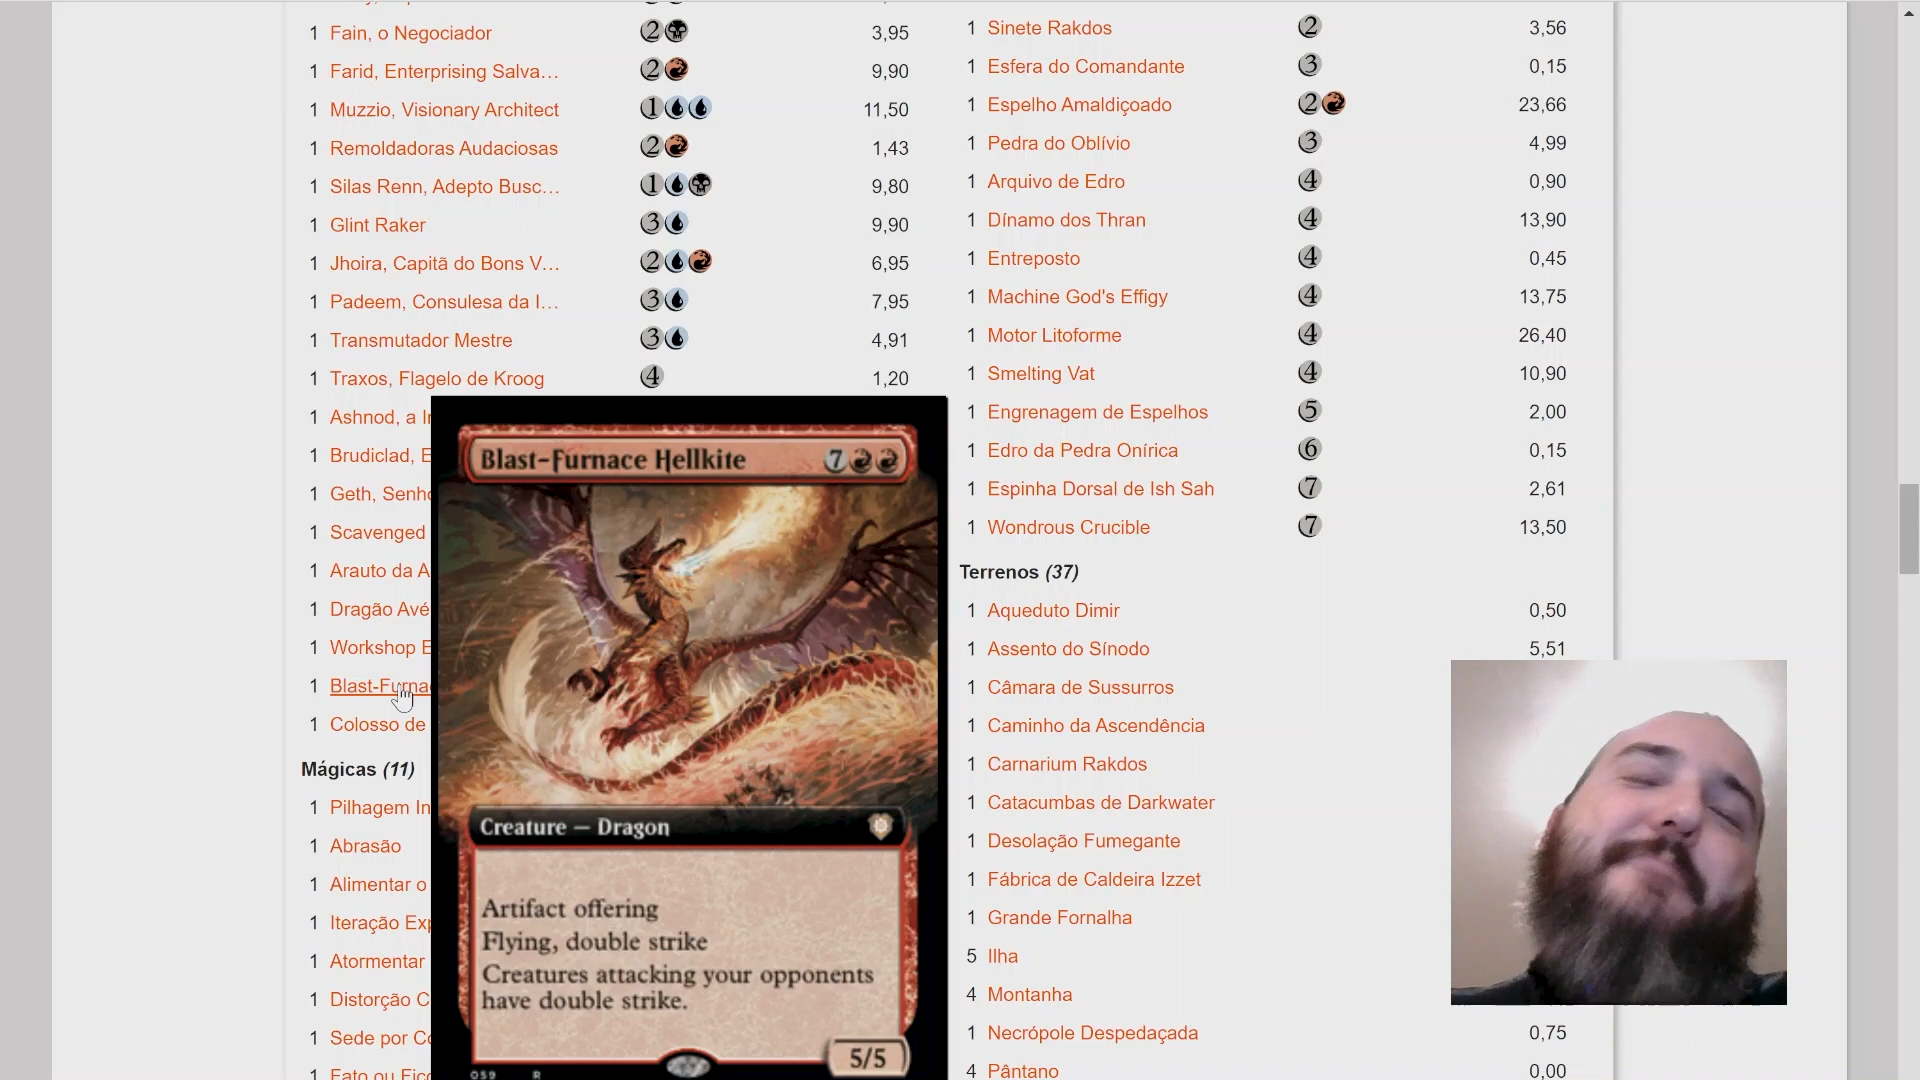 1 Fain, o Negociador 2 3,95
1 Farid, Enterprising Salva… 2 9,90
1 Muzzio, Visionary Architect 1 11,50
1 Remoldadoras Audaciosas 2 1,43
1 Silas Renn, Adepto Busc… 1 9,80
1 Glint Raker 3 9,90
1 Jhoira, Capitã do Bons V… 2 6,95
1 Padeem, Consulesa da I… 3 7,95
1 Transmutador Mestre 3 4,91
1 Traxos, Flagelo de Kroog 4 1,20
1 Ashnod, a I
1 Brudiclad, E
1 Geth, Senho
1 Scavenged
1 Arauto da A
1 Dragão Avé
1 Workshop E
1 Blast-Furnac
1 Colosso de
Mágicas (11)
1 Pilhagem In
1 Abrasão
1 Alimentar o
1 Iteração Exp
1 Atormentar
1 Distorção C
1 Sede por Co
1 Fato ou Ficç
Blast-Furnace Hellkite 7
Creature — Dragon
Artifact offering
Flying, double strike
Creatures attacking your opponents
have double strike.
5/5
059 R
1 Sinete Rakdos 2 3,56
1 Esfera do Comandante 3 0,15
1 Espelho Amaldiçoado 2 23,66
1 Pedra do Oblívio 3 4,99
1 Arquivo de Edro 4 0,90
1 Dínamo dos Thran 4 13,90
1 Entreposto 4 0,45
1 Machine God's Effigy 4 13,75
1 Motor Litoforme 4 26,40
1 Smelting Vat 4 10,90
1 Engrenagem de Espelhos 5 2,00
1 Edro da Pedra Onírica 6 0,15
1 Espinha Dorsal de Ish Sah 7 2,61
1 Wondrous Crucible 7 13,50
Terrenos (37)
1 Aqueduto Dimir 0,50
1 Assento do Sínodo 5,51
1 Câmara de Sussurros
1 Caminho da Ascendência
1 Carnarium Rakdos
1 Catacumbas de Darkwater
1 Desolação Fumegante
1 Fábrica de Caldeira Izzet
1 Grande Fornalha
5 Ilha
4 Montanha
1 Necrópole Despedaçada 0,75
4 Pântano 0,00